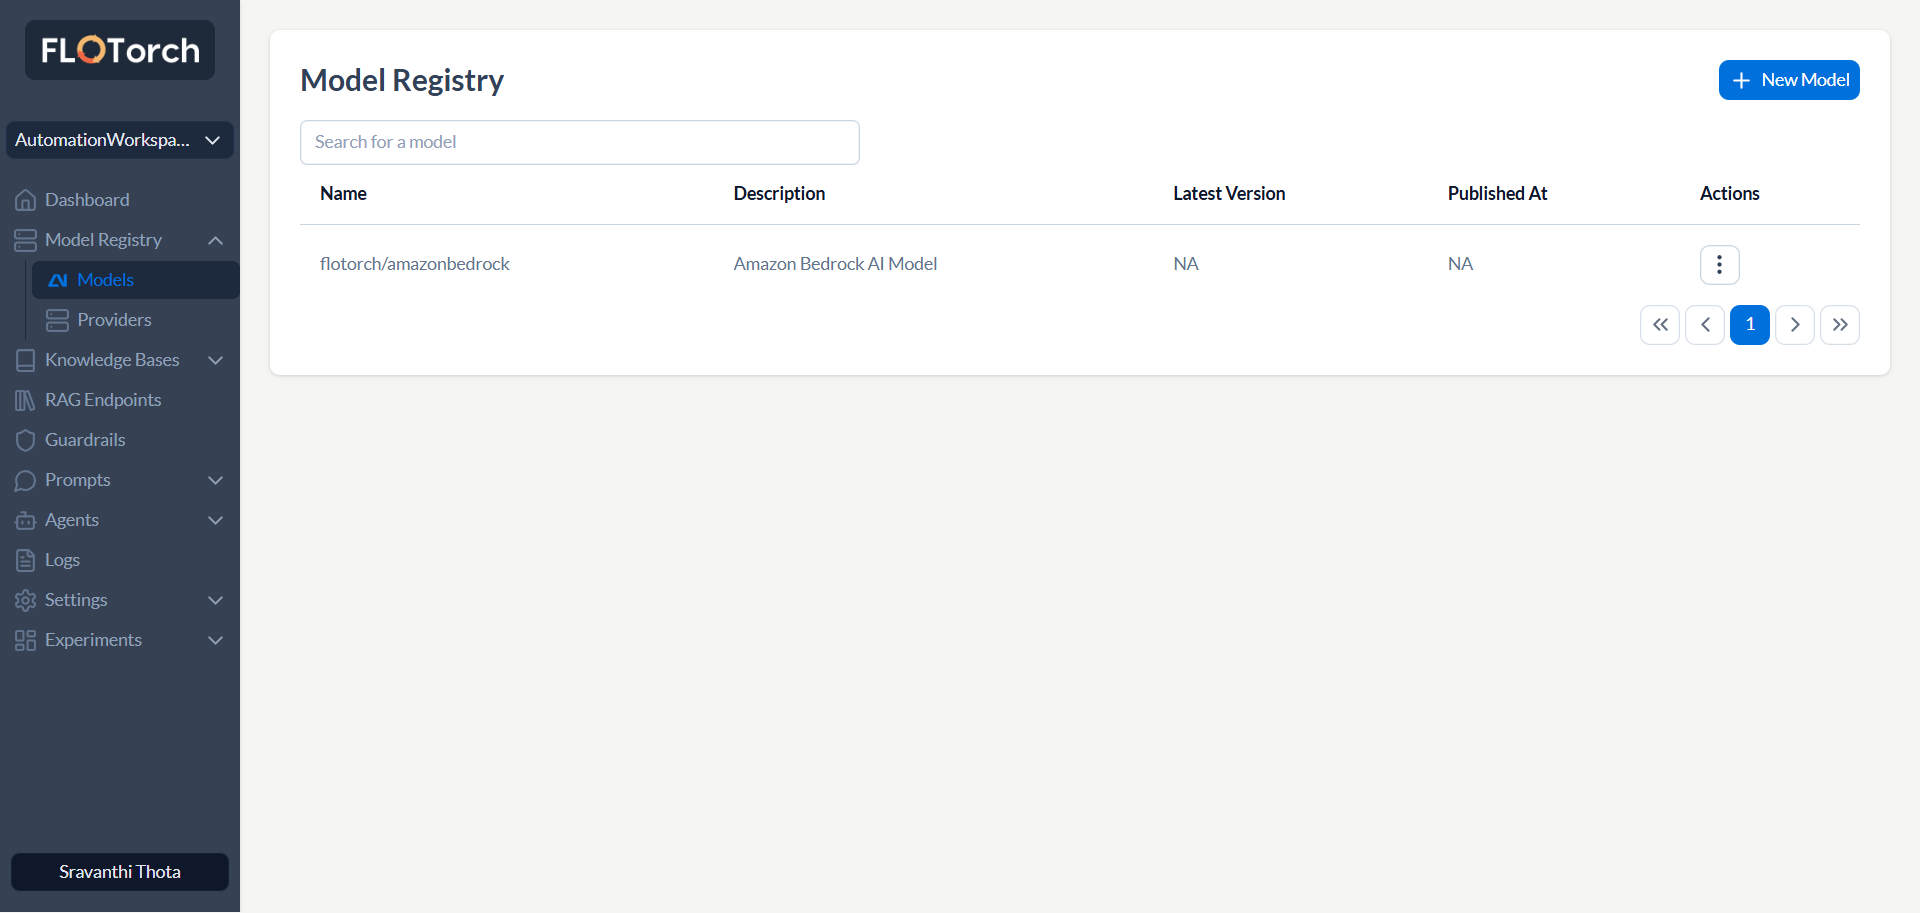 FLOTorch
AutomationWorkspa...
Dashboard
Model Registry
Models
Providers
Knowledge Bases
RAG Endpoints
Guardrails
Prompts
Agents
Logs
Settings
Experiments
Sravanthi Thota
Model Registry
New Model
Search for a model
Name Description Latest Version Published At Actions
flotorch/amazonbedrock Amazon Bedrock AI Model NA NA
1